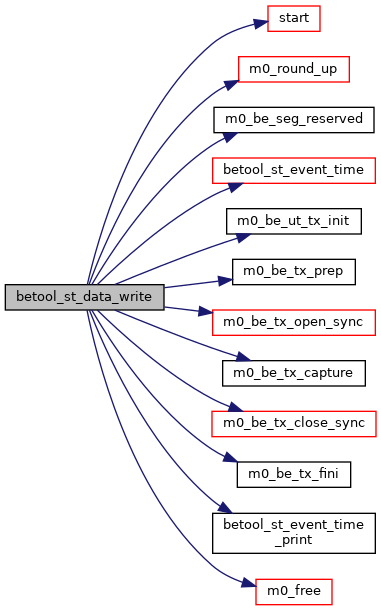 start
m0_round_up
m0_be_seg_reserved
betool_st_event_time
m0_be_ut_tx_init
m0_be_tx_prep
betool_st_data_write
m0_be_tx_open_sync
m0_be_tx_capture
m0_be_tx_close_sync
m0_be_tx_fini
betool_st_event_time
_print
m0_free